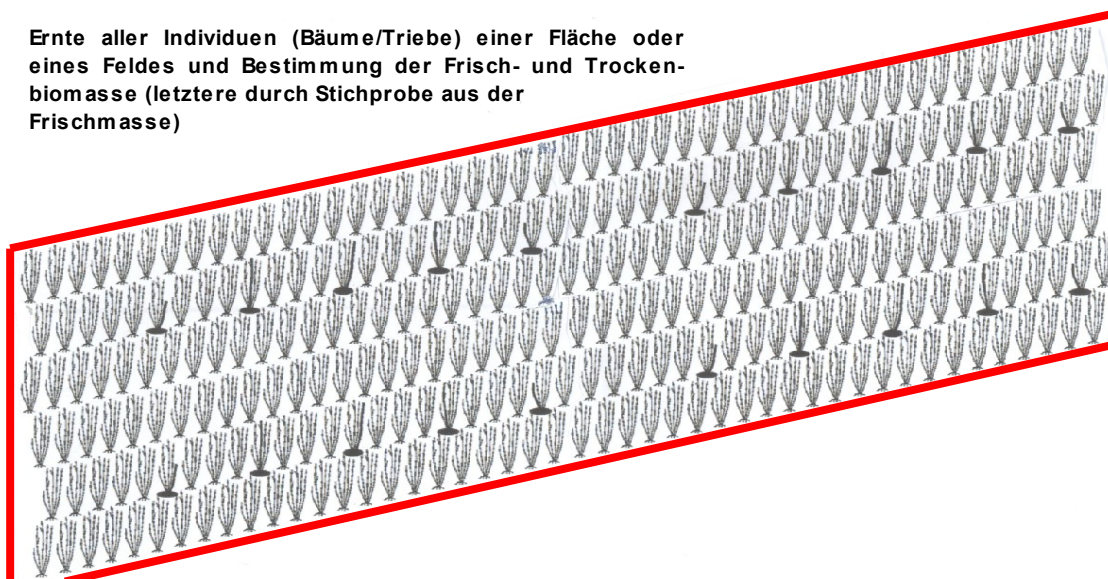 Ernte aller Individuen (Bäume/Triebe) einer Fläche oder
eines Feldes und Bestimmung der Frisch- und Trocken-
biomasse (letztere durch Stichprobe aus der
Frischmasse)